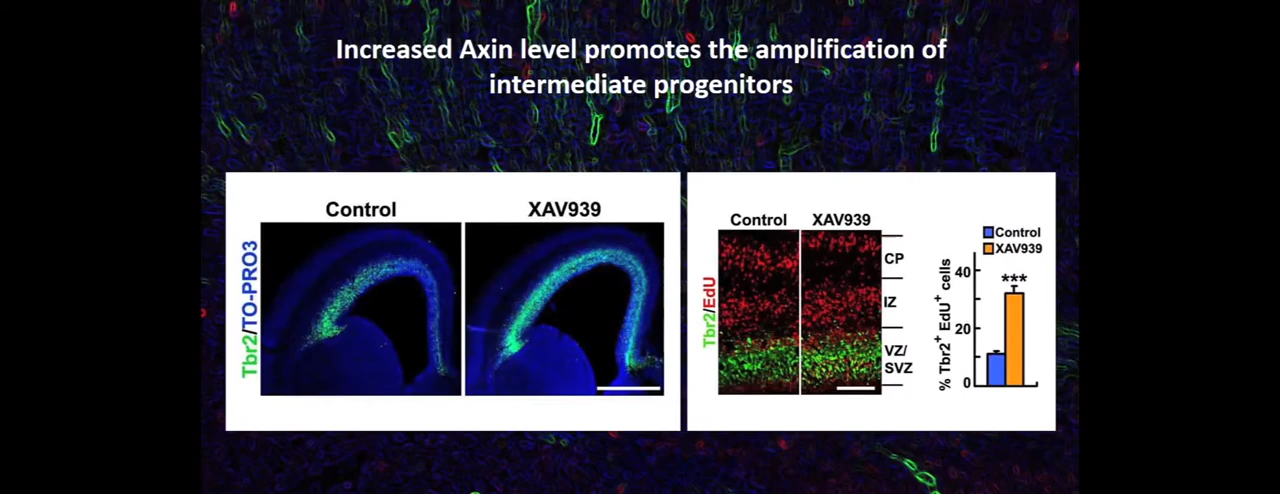 Increased Axin level promotes the amplification of
intermediate progenitors
Control
XAV939
Tbr2/TO-PRO3
Control
XAV939
Tbr2/EdU
CP
IZ
VZ/
SVZ
Control
XAV939
% Tbr2+ EdU+ cells
40
20
0
***